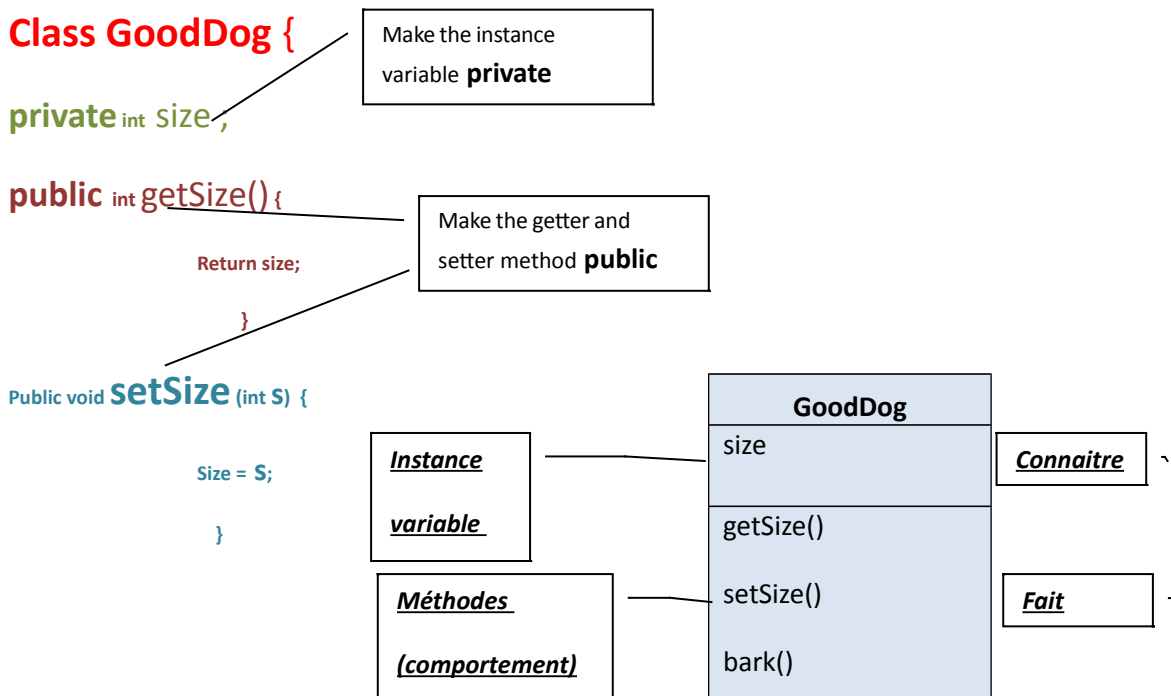 Class GoodDog {
Make the instance
variable private
private int size ;
public int getSize() {
Make the getter and
setter method public
Return size;
}
Public void setSize (int S) {
Size = S;
}
GoodDog
size
Instance
variable
Connaitre
getSize()
setSize()
bark()
Méthodes
(comportement)
Fait